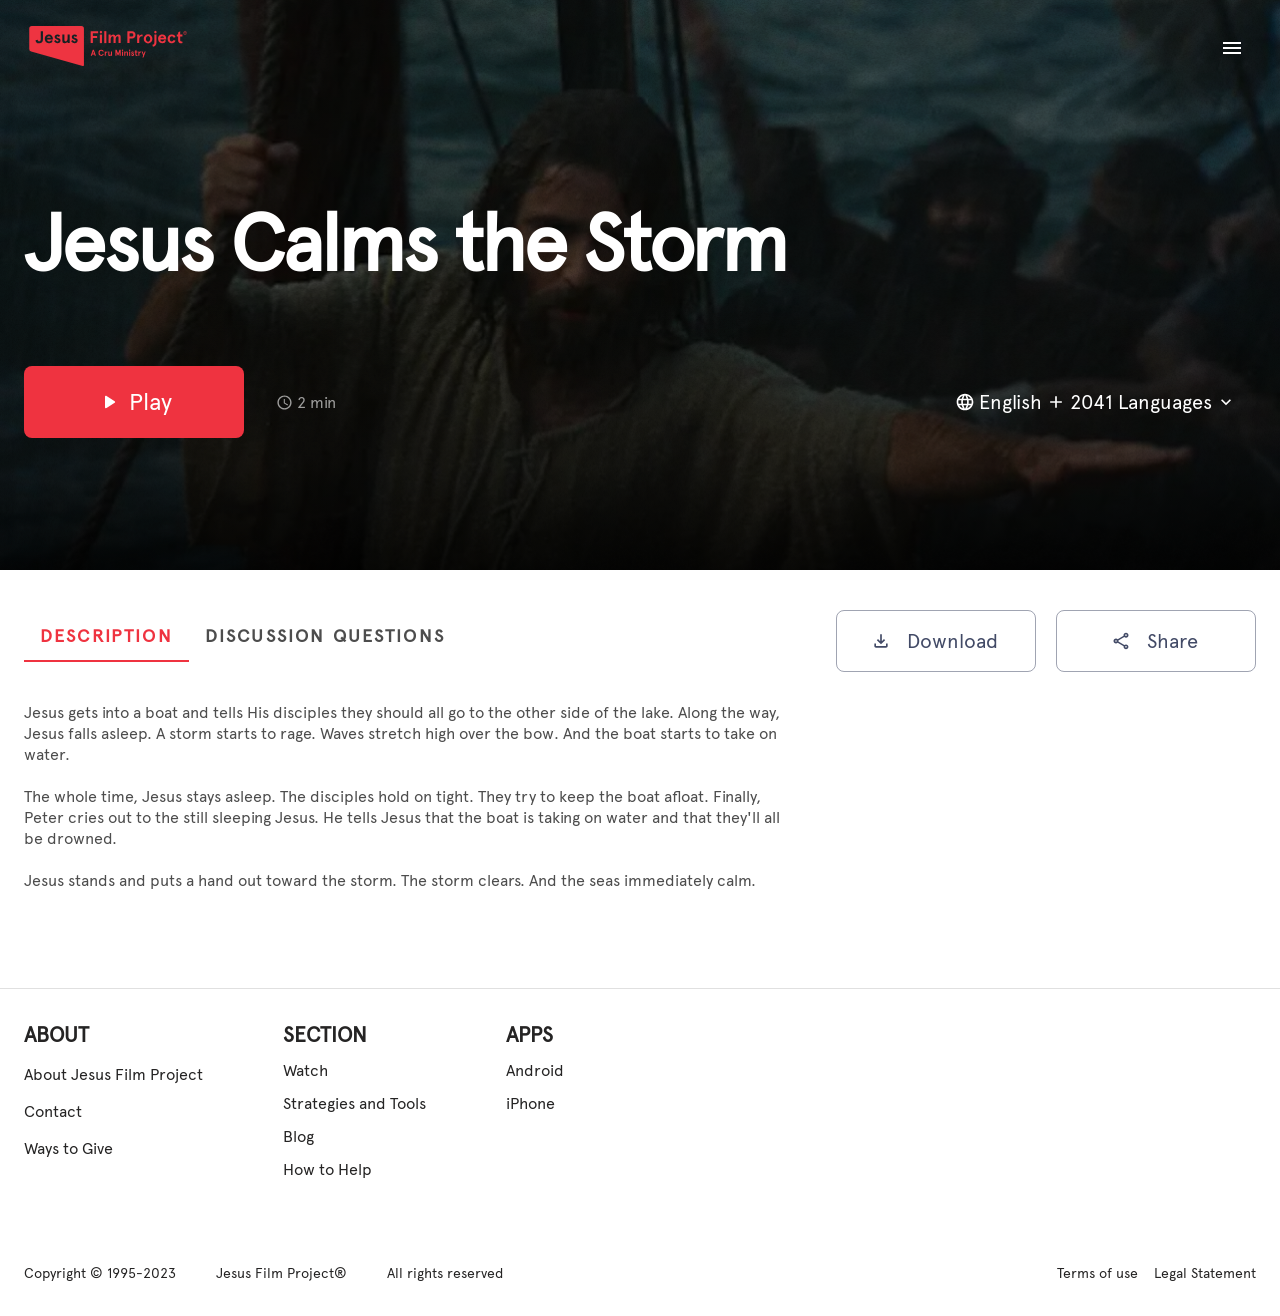 Jesus Film Project®
A Cru Ministry
Jesus Calms the Storm
Play
2 min
English + 2041 Languages
DESCRIPTION
DISCUSSION QUESTIONS
Download
Share
Jesus gets into a boat and tells His disciples they should all go to the other side of the lake. Along the way,
Jesus falls asleep. A storm starts to rage. Waves stretch high over the bow. And the boat starts to take on
water.
The whole time, Jesus stays asleep. The disciples hold on tight. They try to keep the boat afloat. Finally,
Peter cries out to the still sleeping Jesus. He tells Jesus that the boat is taking on water and that they'll all
be drowned.
Jesus stands and puts a hand out toward the storm. The storm clears. And the seas immediately calm.
ABOUT
About Jesus Film Project
Contact
Ways to Give
SECTION
Watch
Strategies and Tools
Blog
How to Help
APPS
Android
iPhone
Copyright © 1995-2023
Jesus Film Project®
All rights reserved
Terms of use
Legal Statement